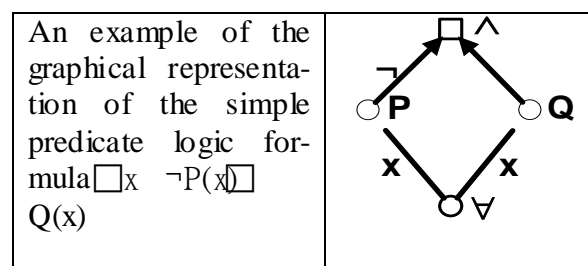 An example of the
graphical representa-
tion of the simple
predicate logic for-
mula□x ¬P(x)□
Q(x)
∧
¬
P Q
x x
∀